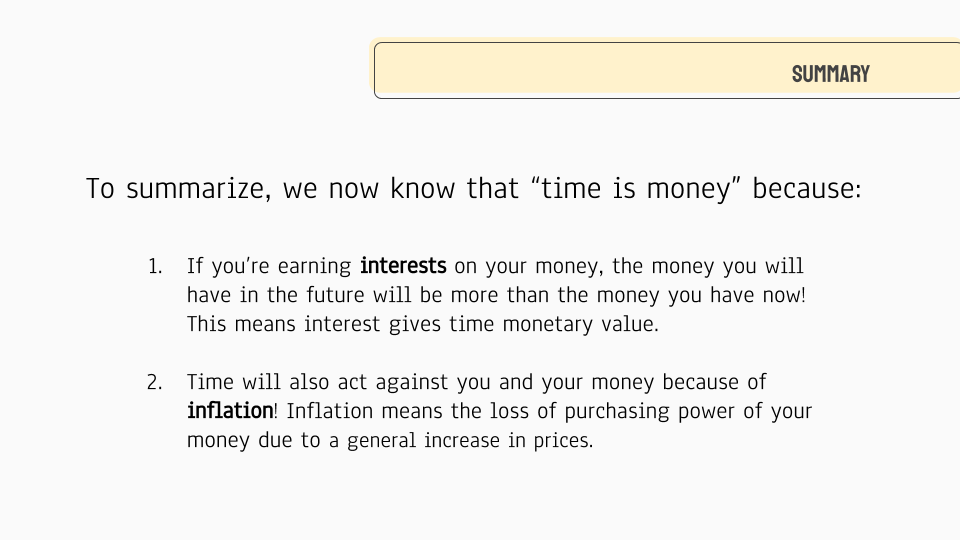 SUMMARY
To summarize, we now know that “time is money” because:
1. If you’re earning interests on your money, the money you will
have in the future will be more than the money you have now!
This means interest gives time monetary value.
2. Time will also act against you and your money because of
inflation! Inflation means the loss of purchasing power of your
money due to a general increase in prices.